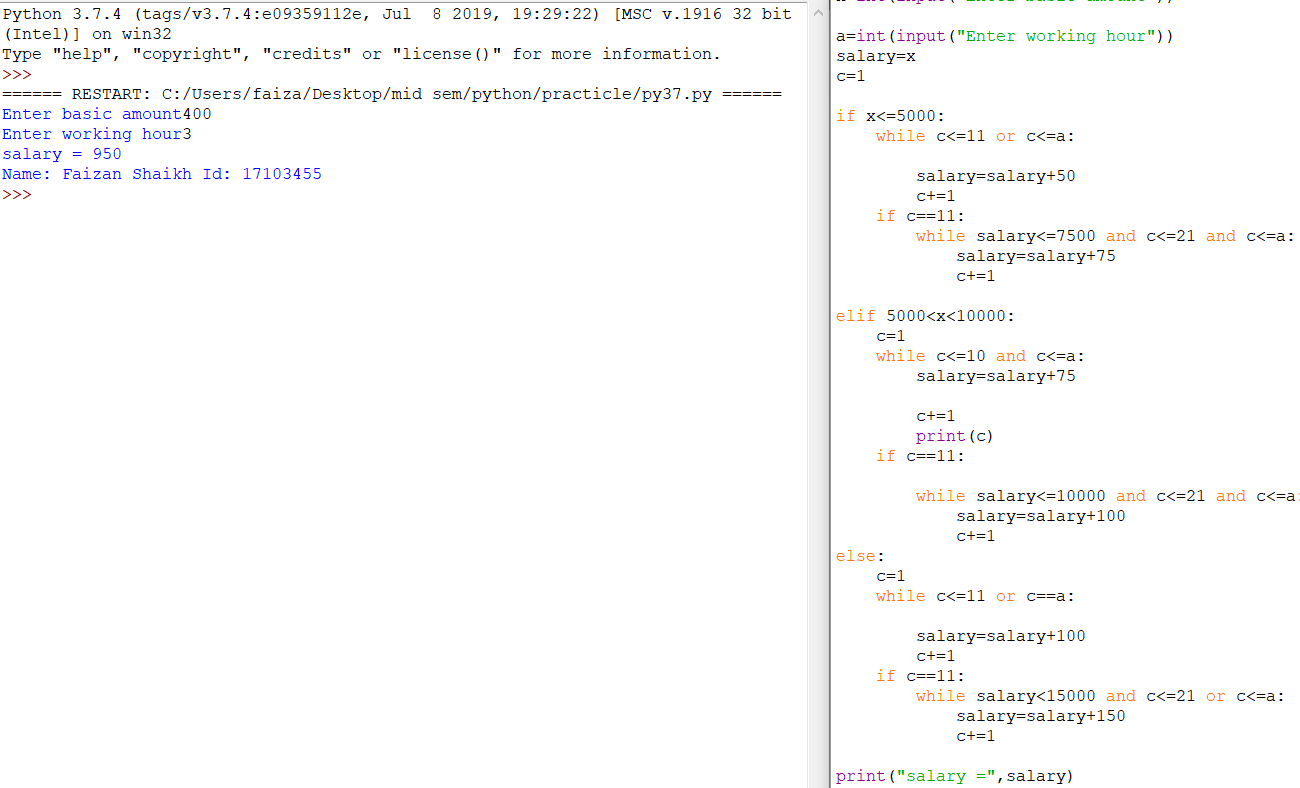 Python 3.7.4 (tags/v3.7.4:e09359112e, Jul  8 2019, 19:29:22) [MSC v.1916 32 bit
(Intel)] on win32
Type "help", "copyright", "credits" or "license()" for more information.
>>>
====== RESTART: C:/Users/faiza/Desktop/mid sem/python/practicle/py37.py ======
Enter basic amount400
Enter working hour3
salary = 950
Name: Faizan Shaikh Id: 17103455
>>>
a=int(input("Enter working hour"))
salary=x
c=1
if x<=5000:
    while c<=11 or c<=a:
        salary=salary+50
        c+=1
    if c==11:
        while salary<=7500 and c<=21 and c<=a:
            salary=salary+75
            c+=1
elif 5000<x<10000:
    c=1
    while c<=10 and c<=a:
        salary=salary+75
        c+=1
        print(c)
    if c==11:
        while salary<=10000 and c<=21 and c<=a:
            salary=salary+100
            c+=1
else:
    c=1
    while c<=11 or c==a:
        salary=salary+100
        c+=1
    if c==11:
        while salary<15000 and c<=21 or c<=a:
            salary=salary+150
            c+=1
print("salary =",salary)